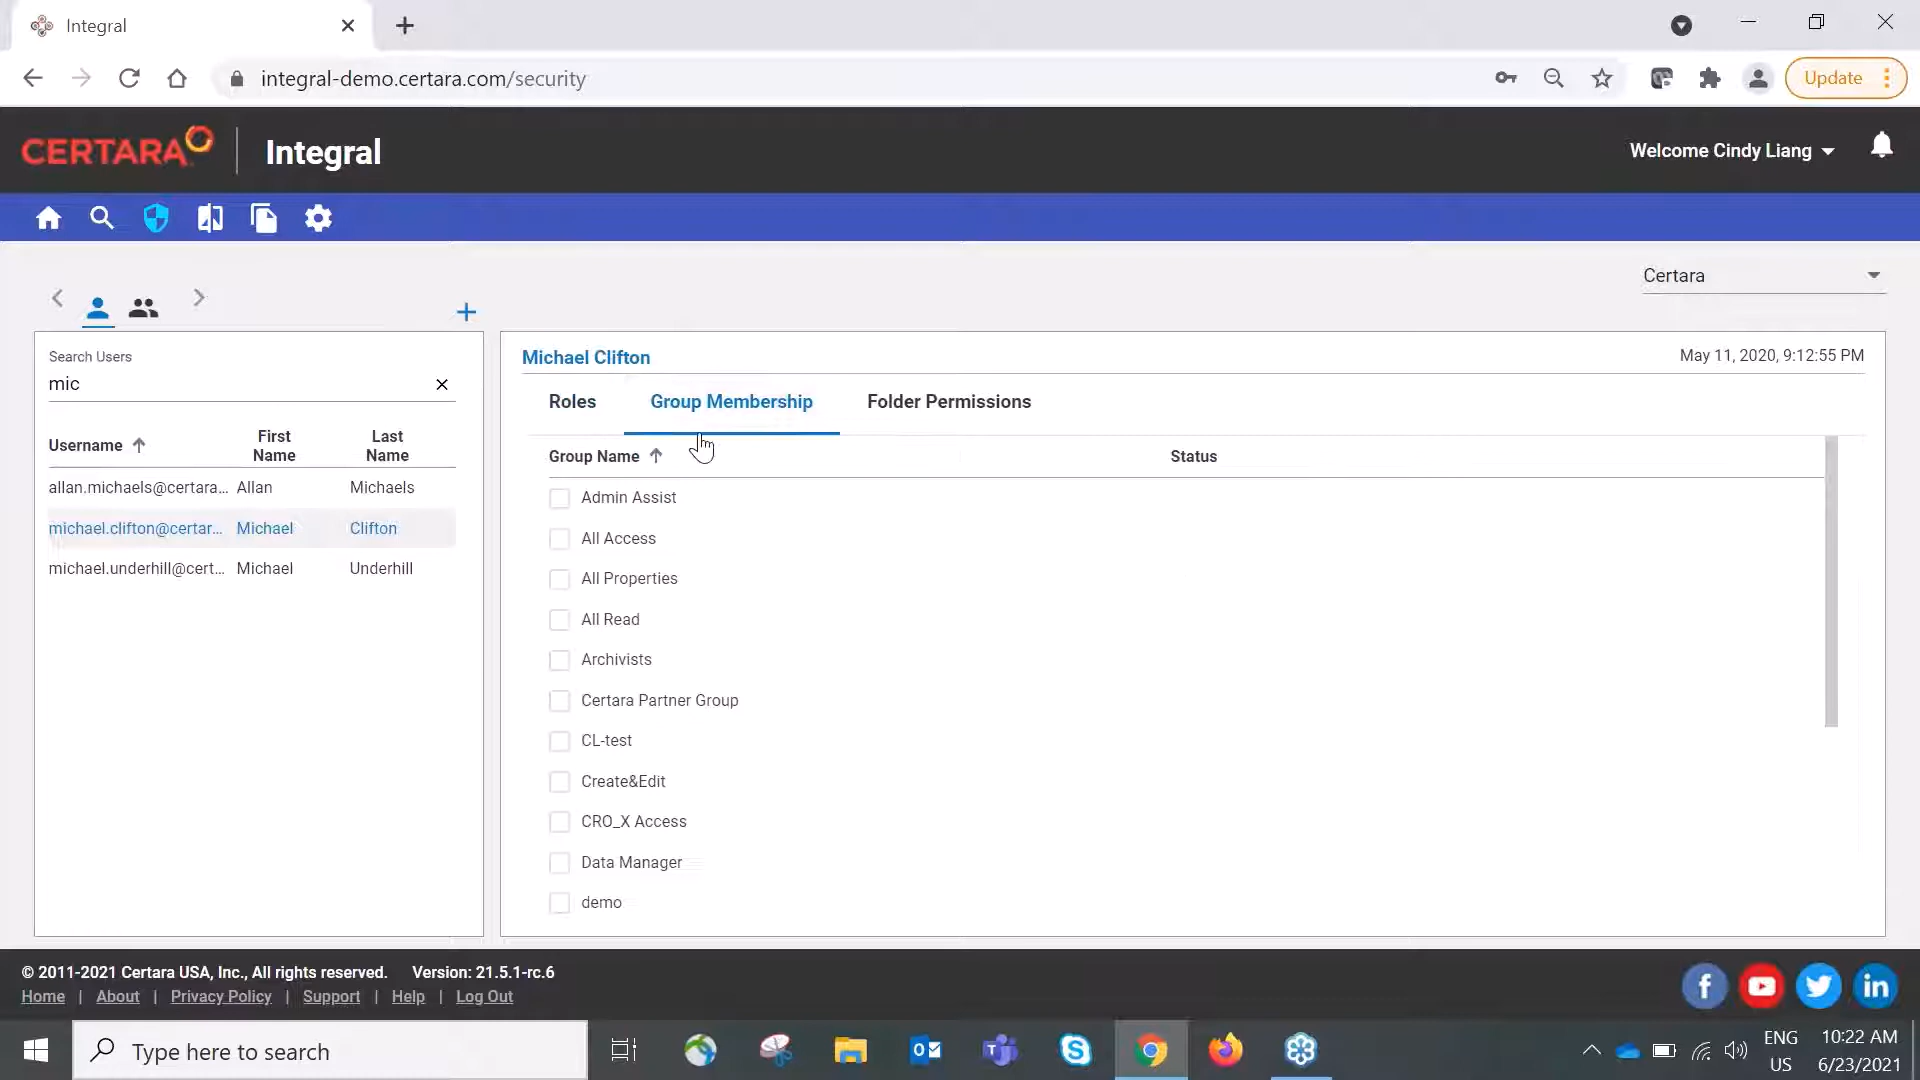 Integral
integral-demo.certara.com/security
Update
CERTARA
Integral
Welcome Cindy Liang
Certara
Search Users
mic
Username
First Name
Last Name
allan.michaels@certara... Allan Michaels
michael.clifton@certar... Michael Clifton
michael.underhill@cert... Michael Underhill
Michael Clifton
May 11, 2020, 9:12:55 PM
Roles
Group Membership
Folder Permissions
Group Name
Status
Admin Assist
All Access
All Properties
All Read
Archivists
Certara Partner Group
CL-test
Create&Edit
CRO_X Access
Data Manager
demo
© 2011-2021 Certara USA, Inc., All rights reserved. Version: 21.5.1-rc.6
Home | About | Privacy Policy | Support | Help | Log Out
Type here to search
ENG
US
10:22 AM
6/23/2021